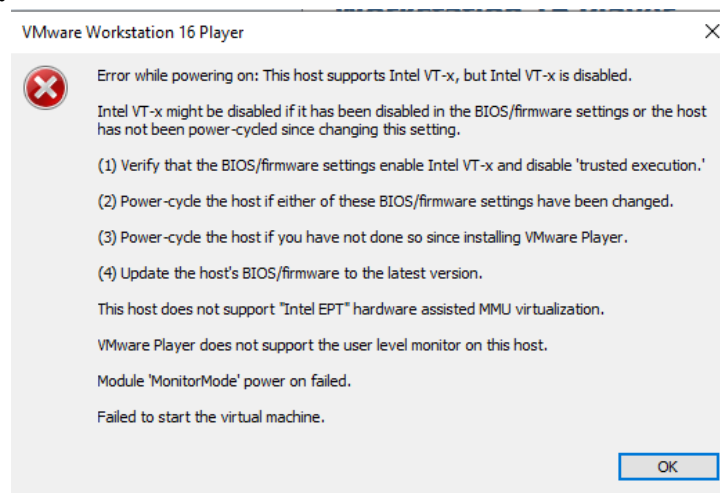 VMware Workstation 16 Player
Error while powering on: This host supports Intel VT-x, but Intel VT-x is disabled.
Intel VT-x might be disabled if it has been disabled in the BIOS/firmware settings or the host
has not been power-cycled since changing this setting.
(1) Verify that the BIOS/firmware settings enable Intel VT-x and disable 'trusted execution.'
(2) Power-cycle the host if either of these BIOS/firmware settings have been changed.
(3) Power-cycle the host if you have not done so since installing VMware Player.
(4) Update the host's BIOS/firmware to the latest version.
This host does not support "Intel EPT" hardware assisted MMU virtualization.
VMware Player does not support the user level monitor on this host.
Module 'MonitorMode' power on failed.
Failed to start the virtual machine.
OK